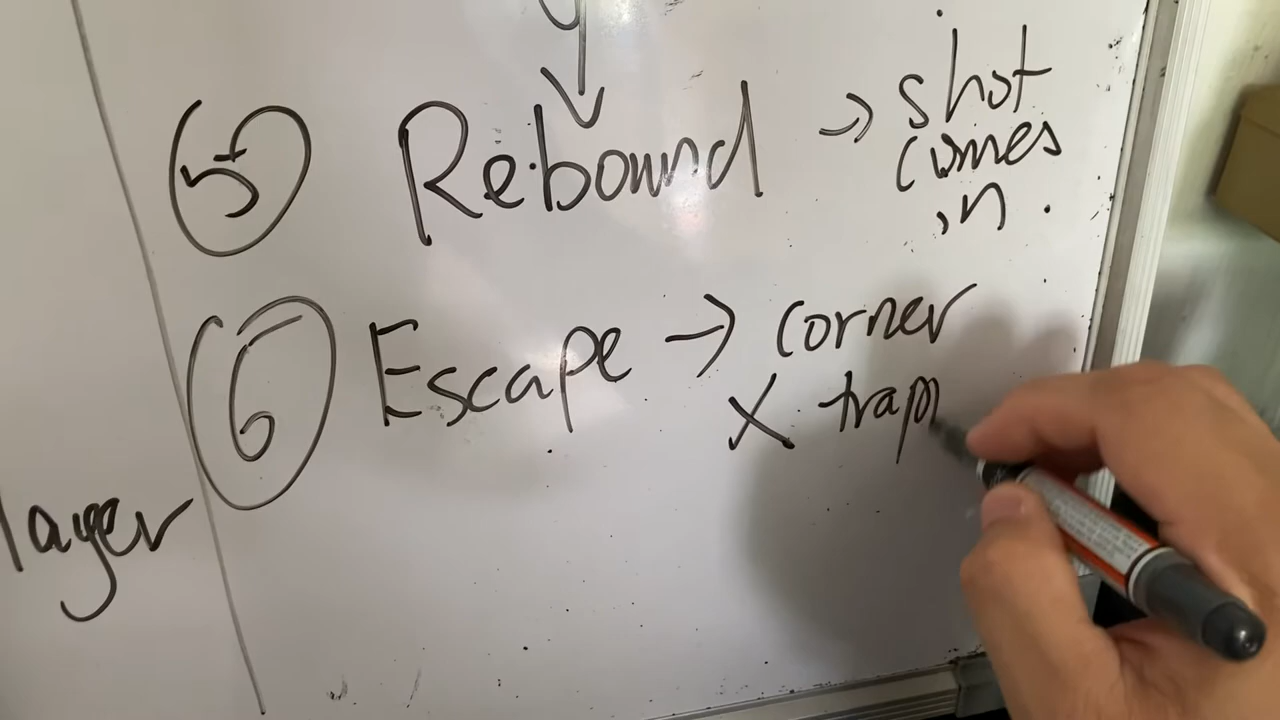 5 Rebound → shot
comes
in.
6 Escape → corner
X trap
layer